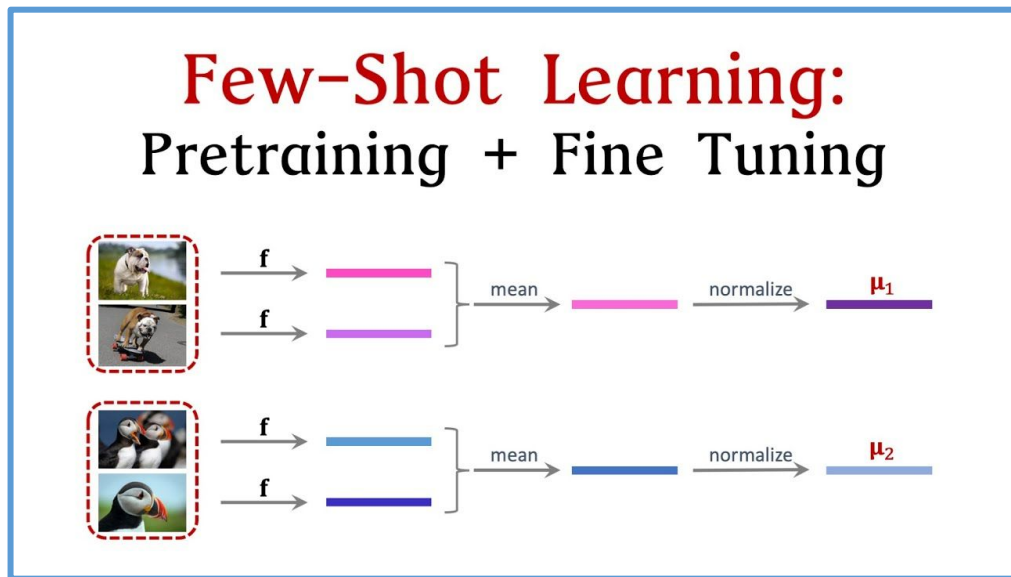 Few-Shot Learning:
Pretraining + Fine Tuning
f
f
mean
normalize
μ1
f
f
mean
normalize
μ2